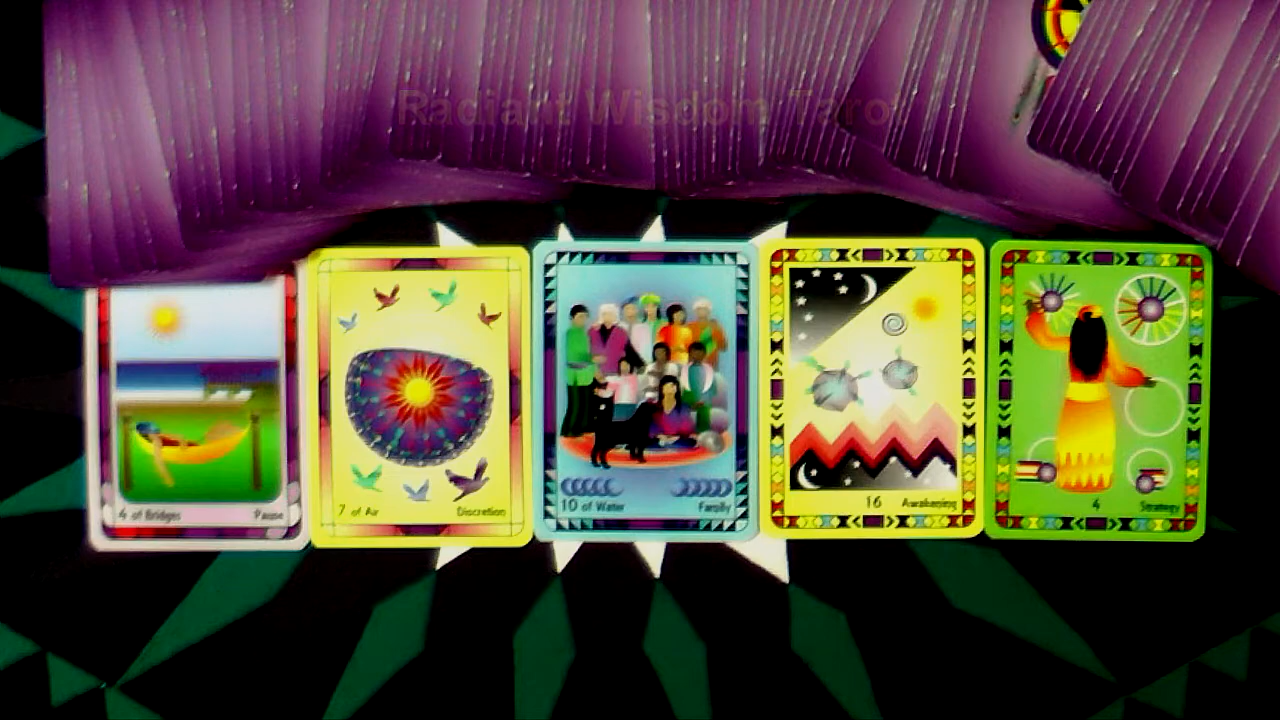 Radiant Wisdom Tarot
4 of Bridges Pause
7 of Air Discretion
10 of Water Family
16 Awakening
4 Strategy